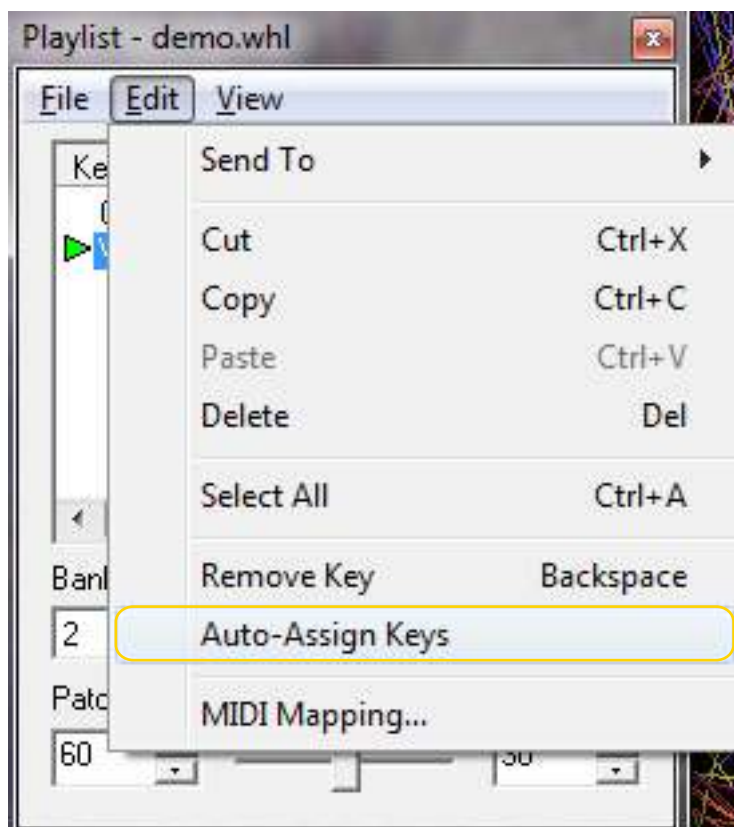 Playlist - demo.whl
File Edit View
Send To
Cut Ctrl+X
Copy Ctrl+C
Paste Ctrl+V
Delete Del
Select All Ctrl+A
Remove Key Backspace
2
Auto-Assign Keys
MIDI Mapping...
60